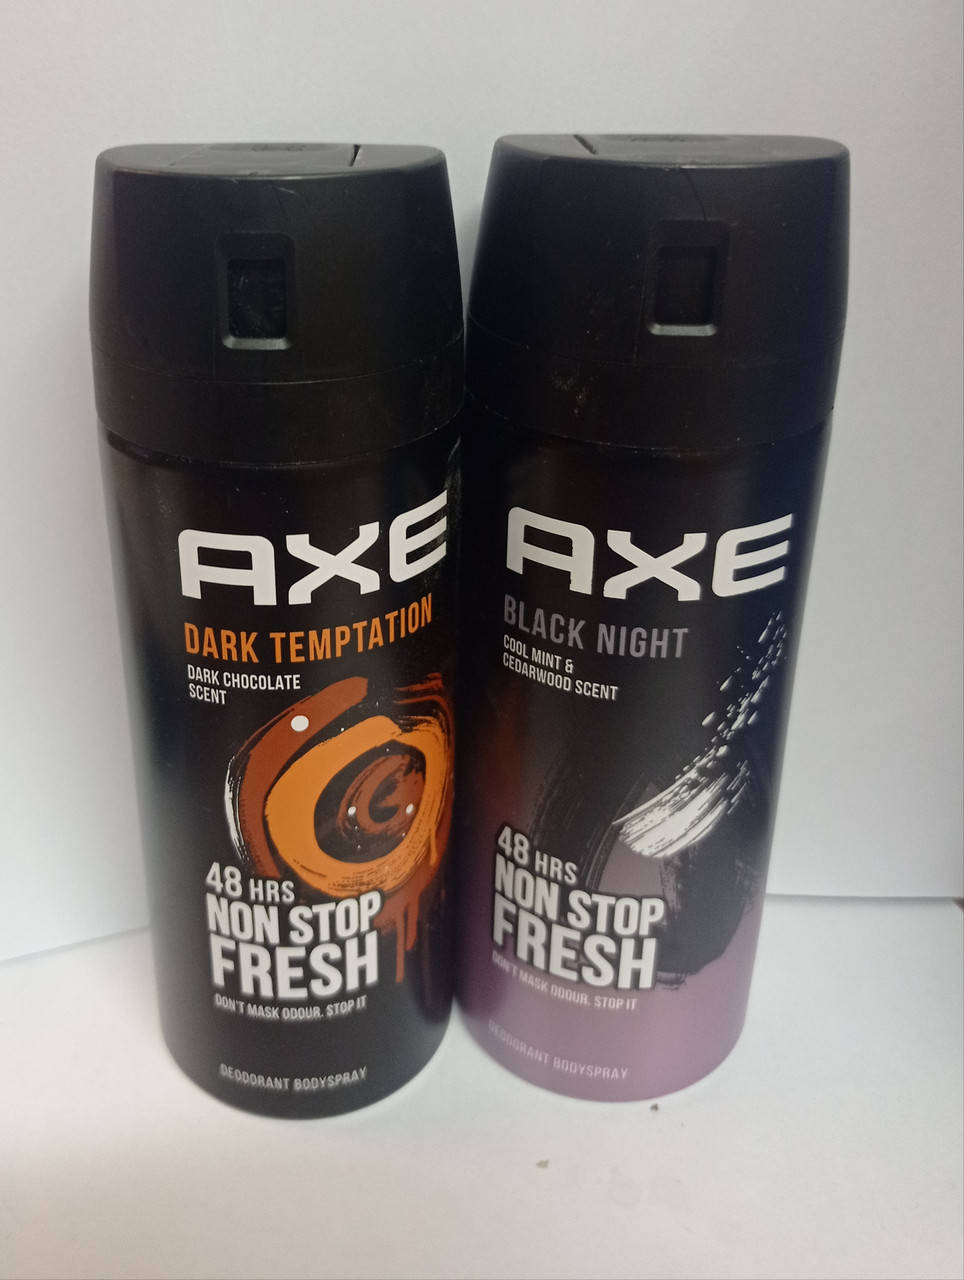 AXE
DARK TEMPTATION
DARK CHOCOLATE
SCENT
48 HRS
NON STOP
FRESH
DON'T MASK ODOUR. STOP IT
DEODORANT BODYSPRAY
AXE
BLACK NIGHT
COOL MINT &
CEDARWOOD SCENT
48 HRS
NON STOP
FRESH
DON'T MASK ODOUR. STOP IT
DEODORANT BODYSPRAY